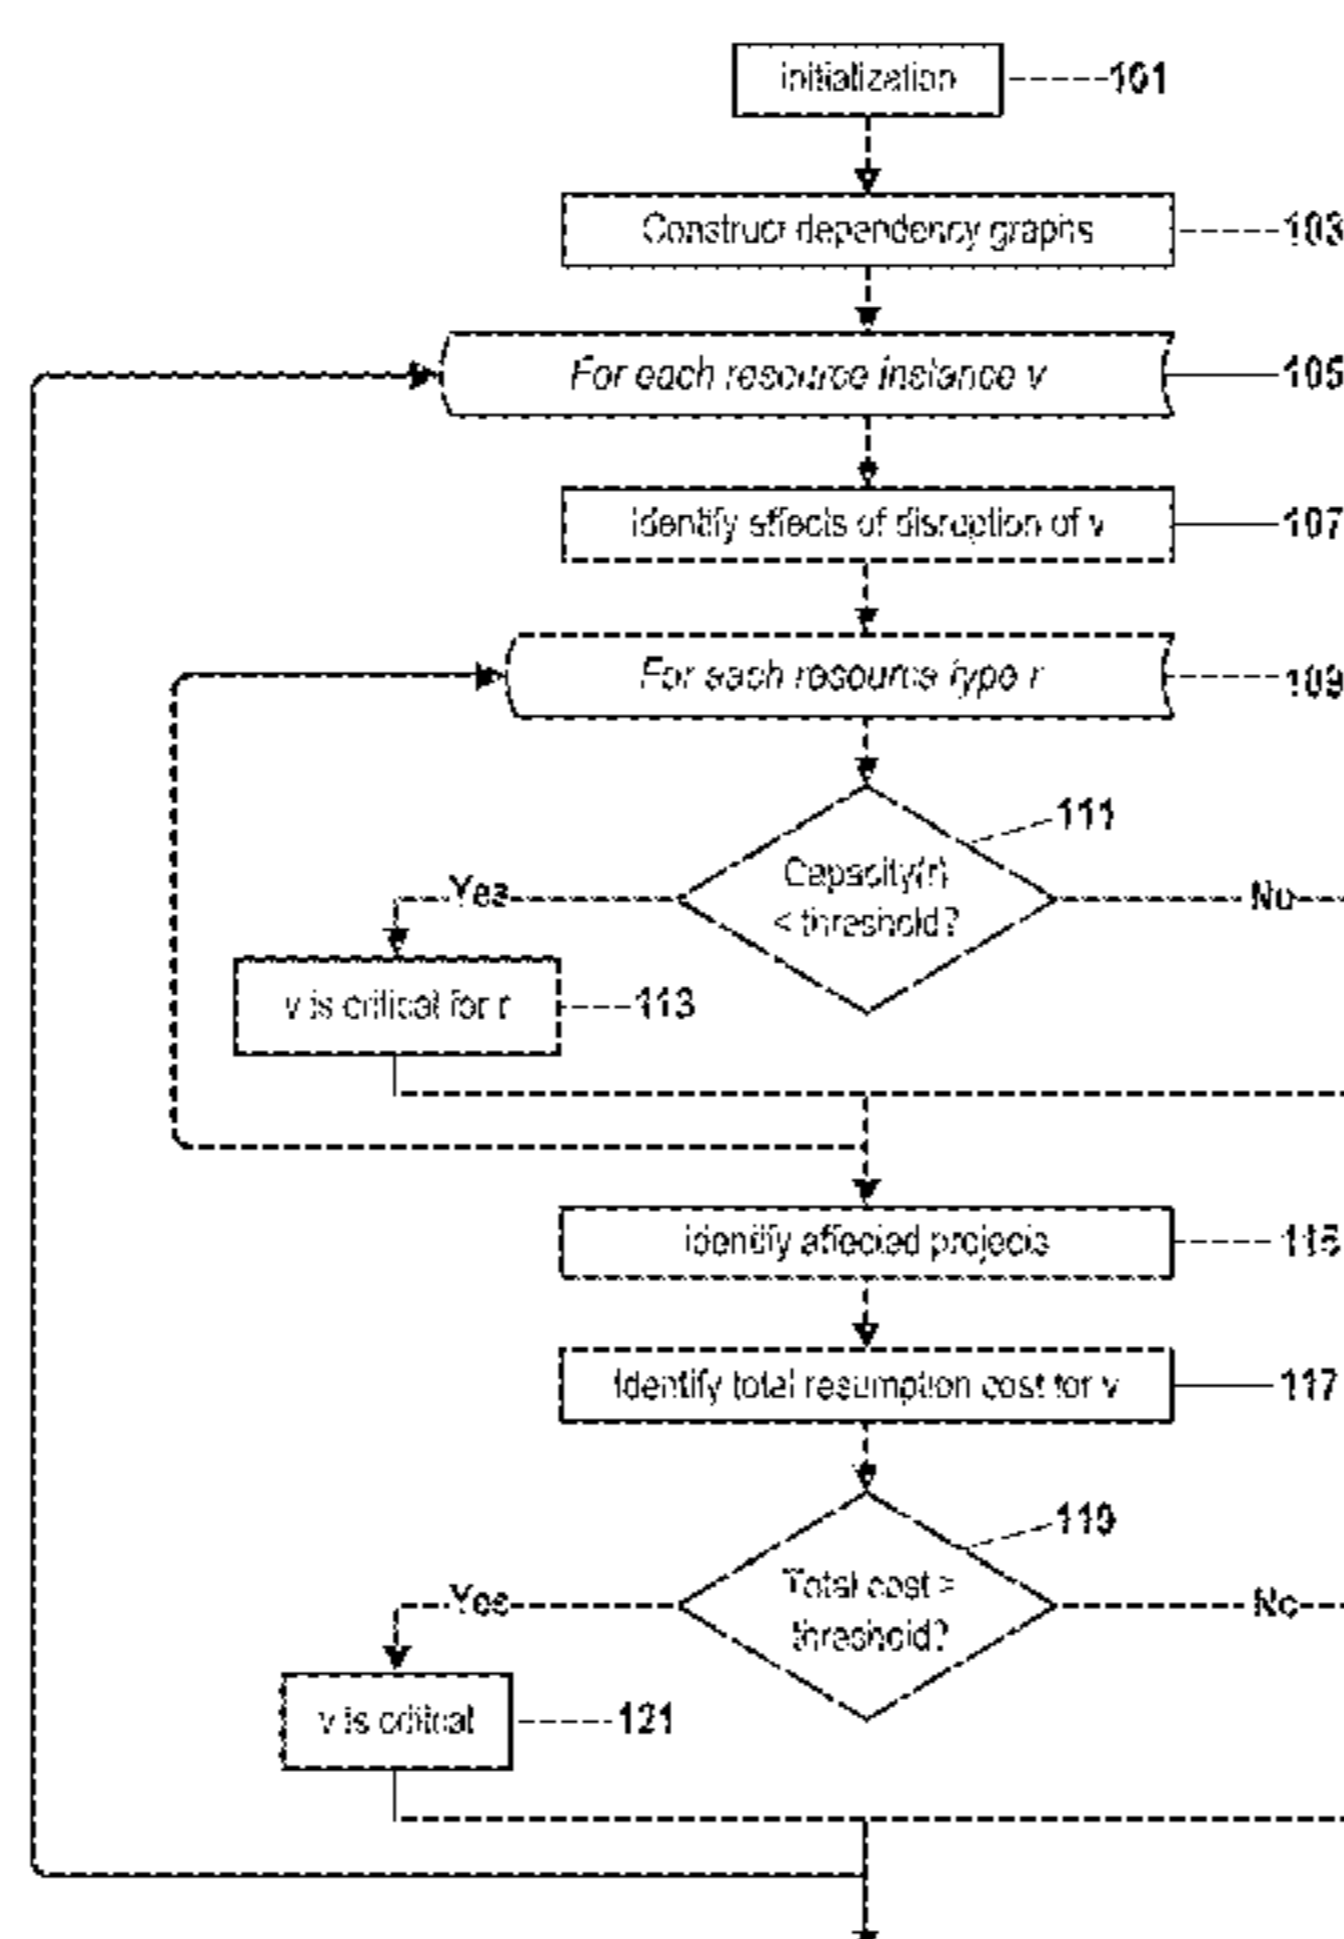 Initialization
101
Construct dependency graphs
103
For each resource instance v
105
Identify effects of disruption of v
107
For each resource type r
109
111
Capacity(r)
< threshold?
Yes
No
v is critical for r
113
Identify affected projects
115
Identify total resumption cost for v
117
119
Total cost >
threshold?
Yes
No
v is critical
121